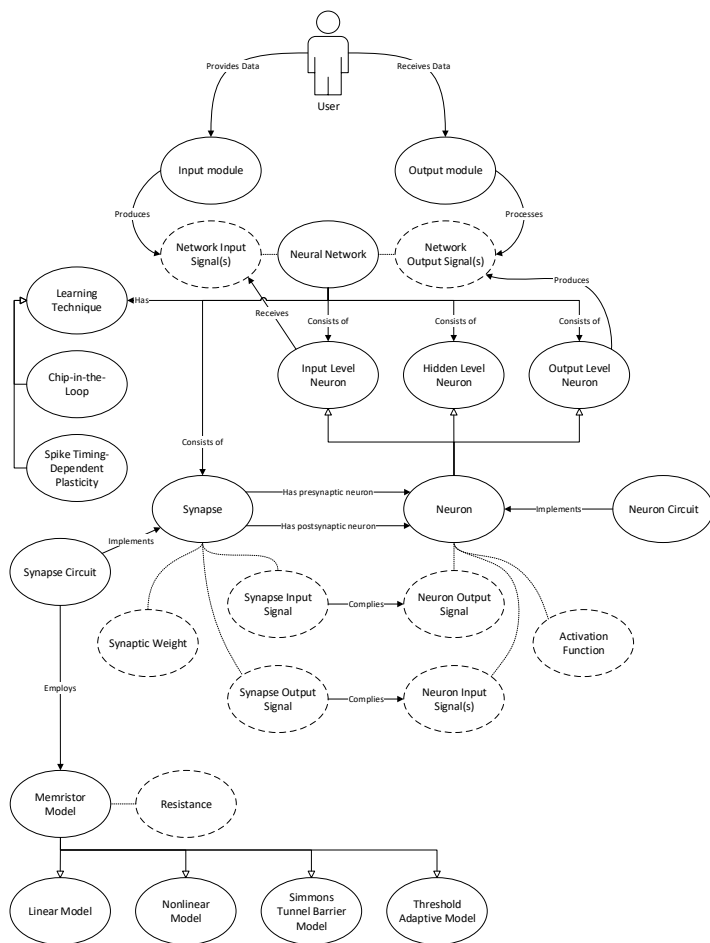 Provides Data
Receives Data
User
Input module
Output module
Produces
Processes
Network Input
Signal(s)
Neural Network
Network
Output Signal(s)
Produces
Learning
Technique
Has
Receives
Consists of
Consists of
Consists of
Input Level
Neuron
Hidden Level
Neuron
Output Level
Neuron
Chip-in-the-
Loop
Consists of
Spike Timing-
Dependent
Plasticity
Has presynaptic neuron
Synapse
Neuron
Implements
Neuron Circuit
Has postsynaptic neuron
Implements
Synapse Circuit
Synapse Input
Signal
Complies
Neuron Output
Signal
Synaptic Weight
Activation
Function
Employs
Synapse Output
Signal
Complies
Neuron Input
Signal(s)
Memristor
Model
Resistance
Linear Model
Nonlinear
Model
Simmons
Tunnel Barrier
Model
Threshold
Adaptive Model